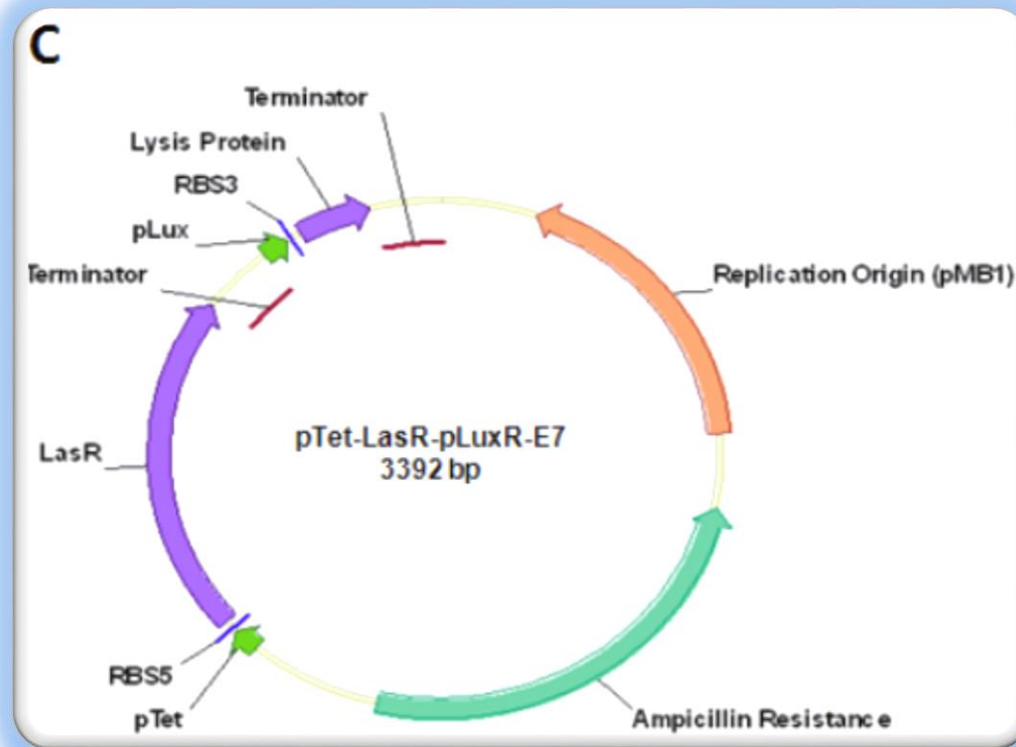 C
Terminator
Lysis Protein
RBS3
pLux
Terminator
Replication Origin (pMB1)
LasR
pTet-LasR-pLuxR-E7
3392 bp
RBS5
pTet
Ampicillin Resistance